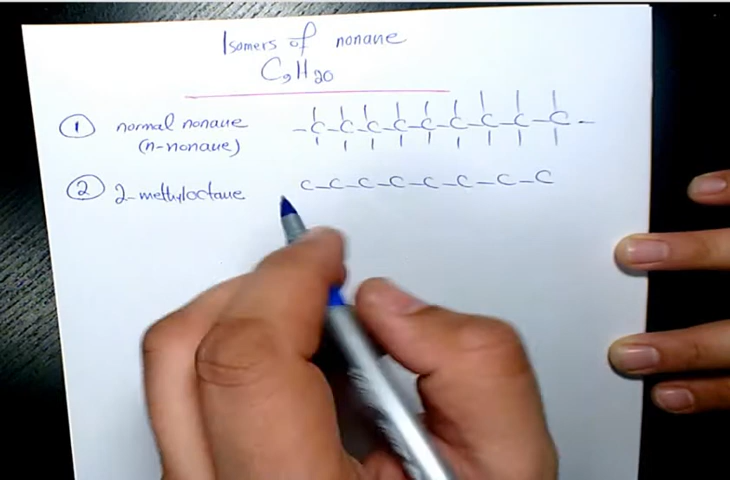 Isomers of nonane
C9H20
1 normal nonane
(n-nonane)
-C-C-C-C-C-C-C-C-C-
2 2-methyloctane
C-C-C-C-C-C-C-C